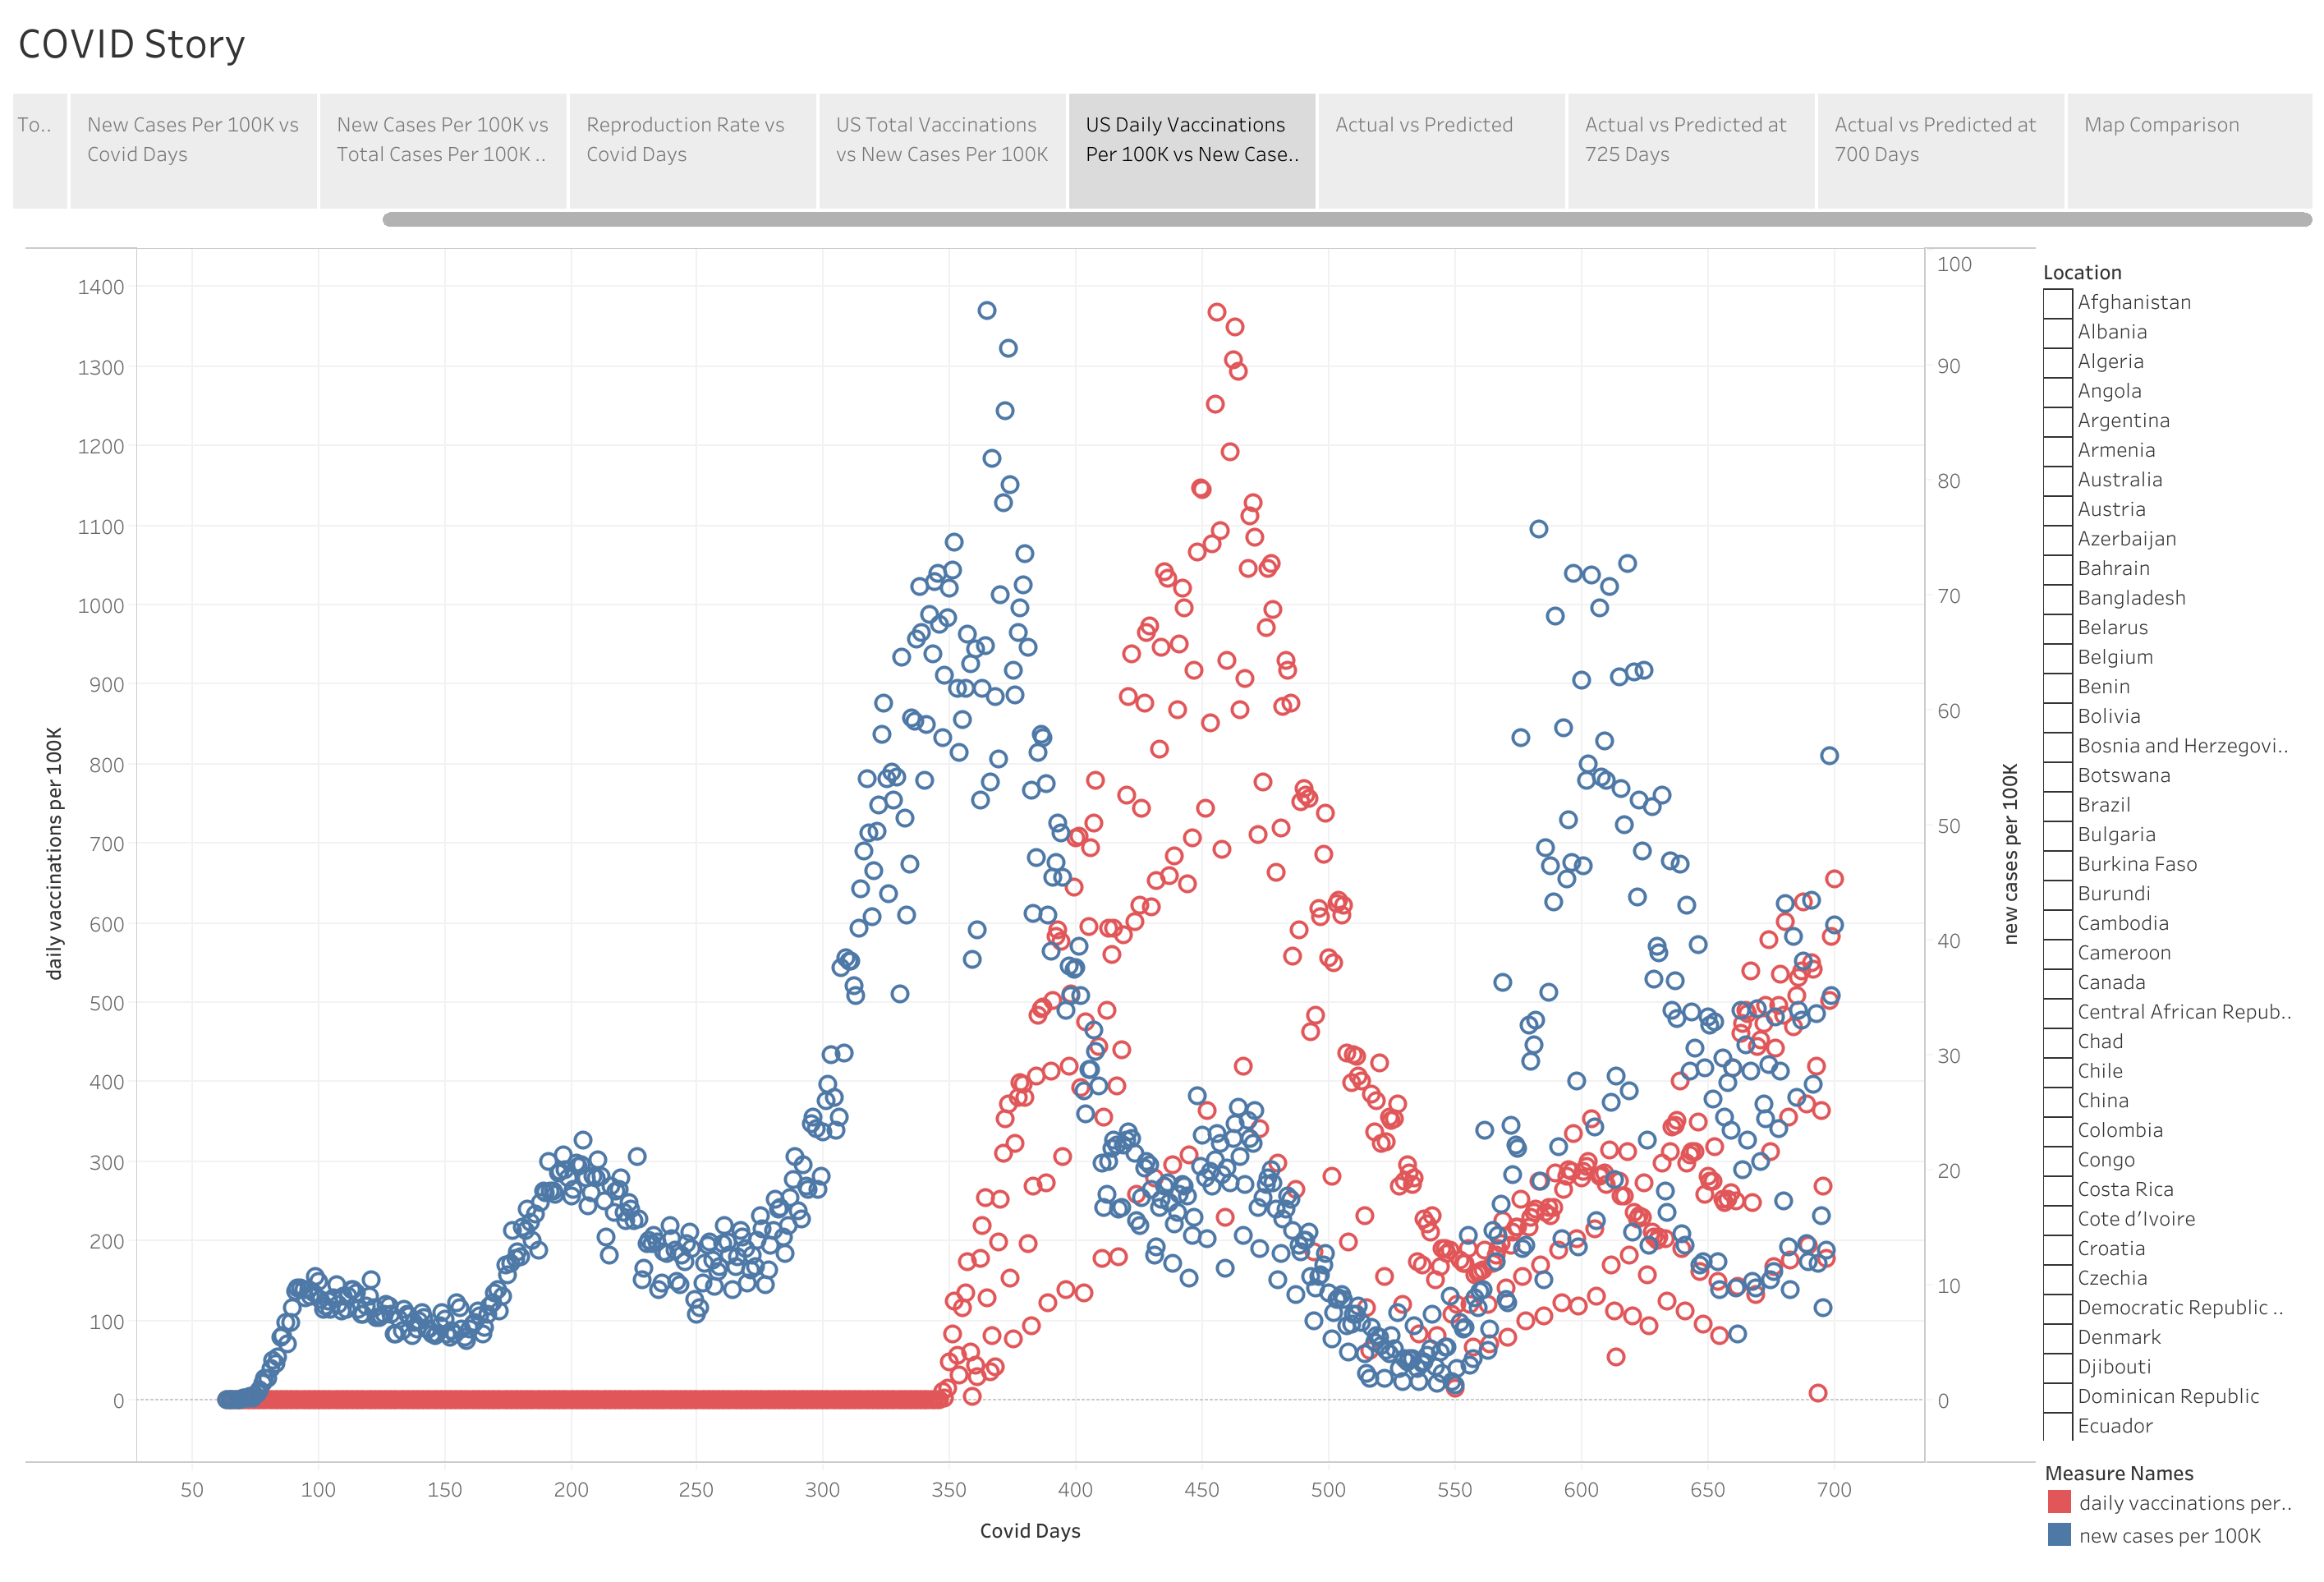 COVID Story
To..
New Cases Per 100K vs
Covid Days
New Cases Per 100K vs
Total Cases Per 100K ..
Reproduction Rate vs
Covid Days
US Total Vaccinations
vs New Cases Per 100K
US Daily Vaccinations
Per 100K vs New Case..
Actual vs Predicted
Actual vs Predicted at
725 Days
Actual vs Predicted at
700 Days
Map Comparison
daily vaccinations per 100K
1400
1300
1200
1100
1000
900
800
700
600
500
400
300
200
100
0
50
100
150
200
250
300
350
400
450
500
550
600
650
700
Covid Days
100
90
80
70
60
50
40
30
20
10
0
new cases per 100K
Location
Afghanistan
Albania
Algeria
Angola
Argentina
Armenia
Australia
Austria
Azerbaijan
Bahrain
Bangladesh
Belarus
Belgium
Benin
Bolivia
Bosnia and Herzegovi..
Botswana
Brazil
Bulgaria
Burkina Faso
Burundi
Cambodia
Cameroon
Canada
Central African Repub..
Chad
Chile
China
Colombia
Congo
Costa Rica
Cote d’Ivoire
Croatia
Czechia
Democratic Republic ..
Denmark
Djibouti
Dominican Republic
Ecuador
Measure Names
daily vaccinations per..
new cases per 100K